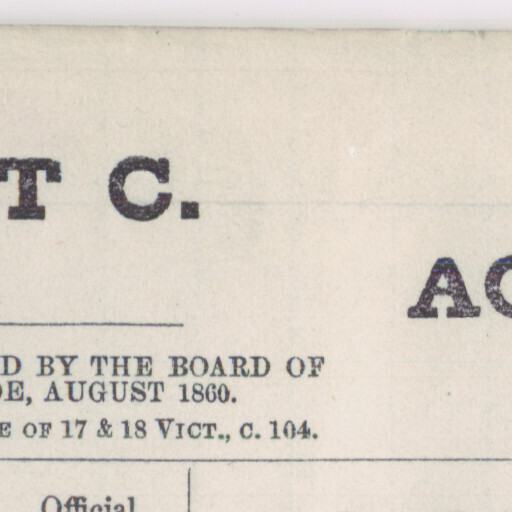 T C.
AC
D BY THE BOARD OF
DE, AUGUST 1860.
E OF 17 & 18 VICT., C. 104.
Official